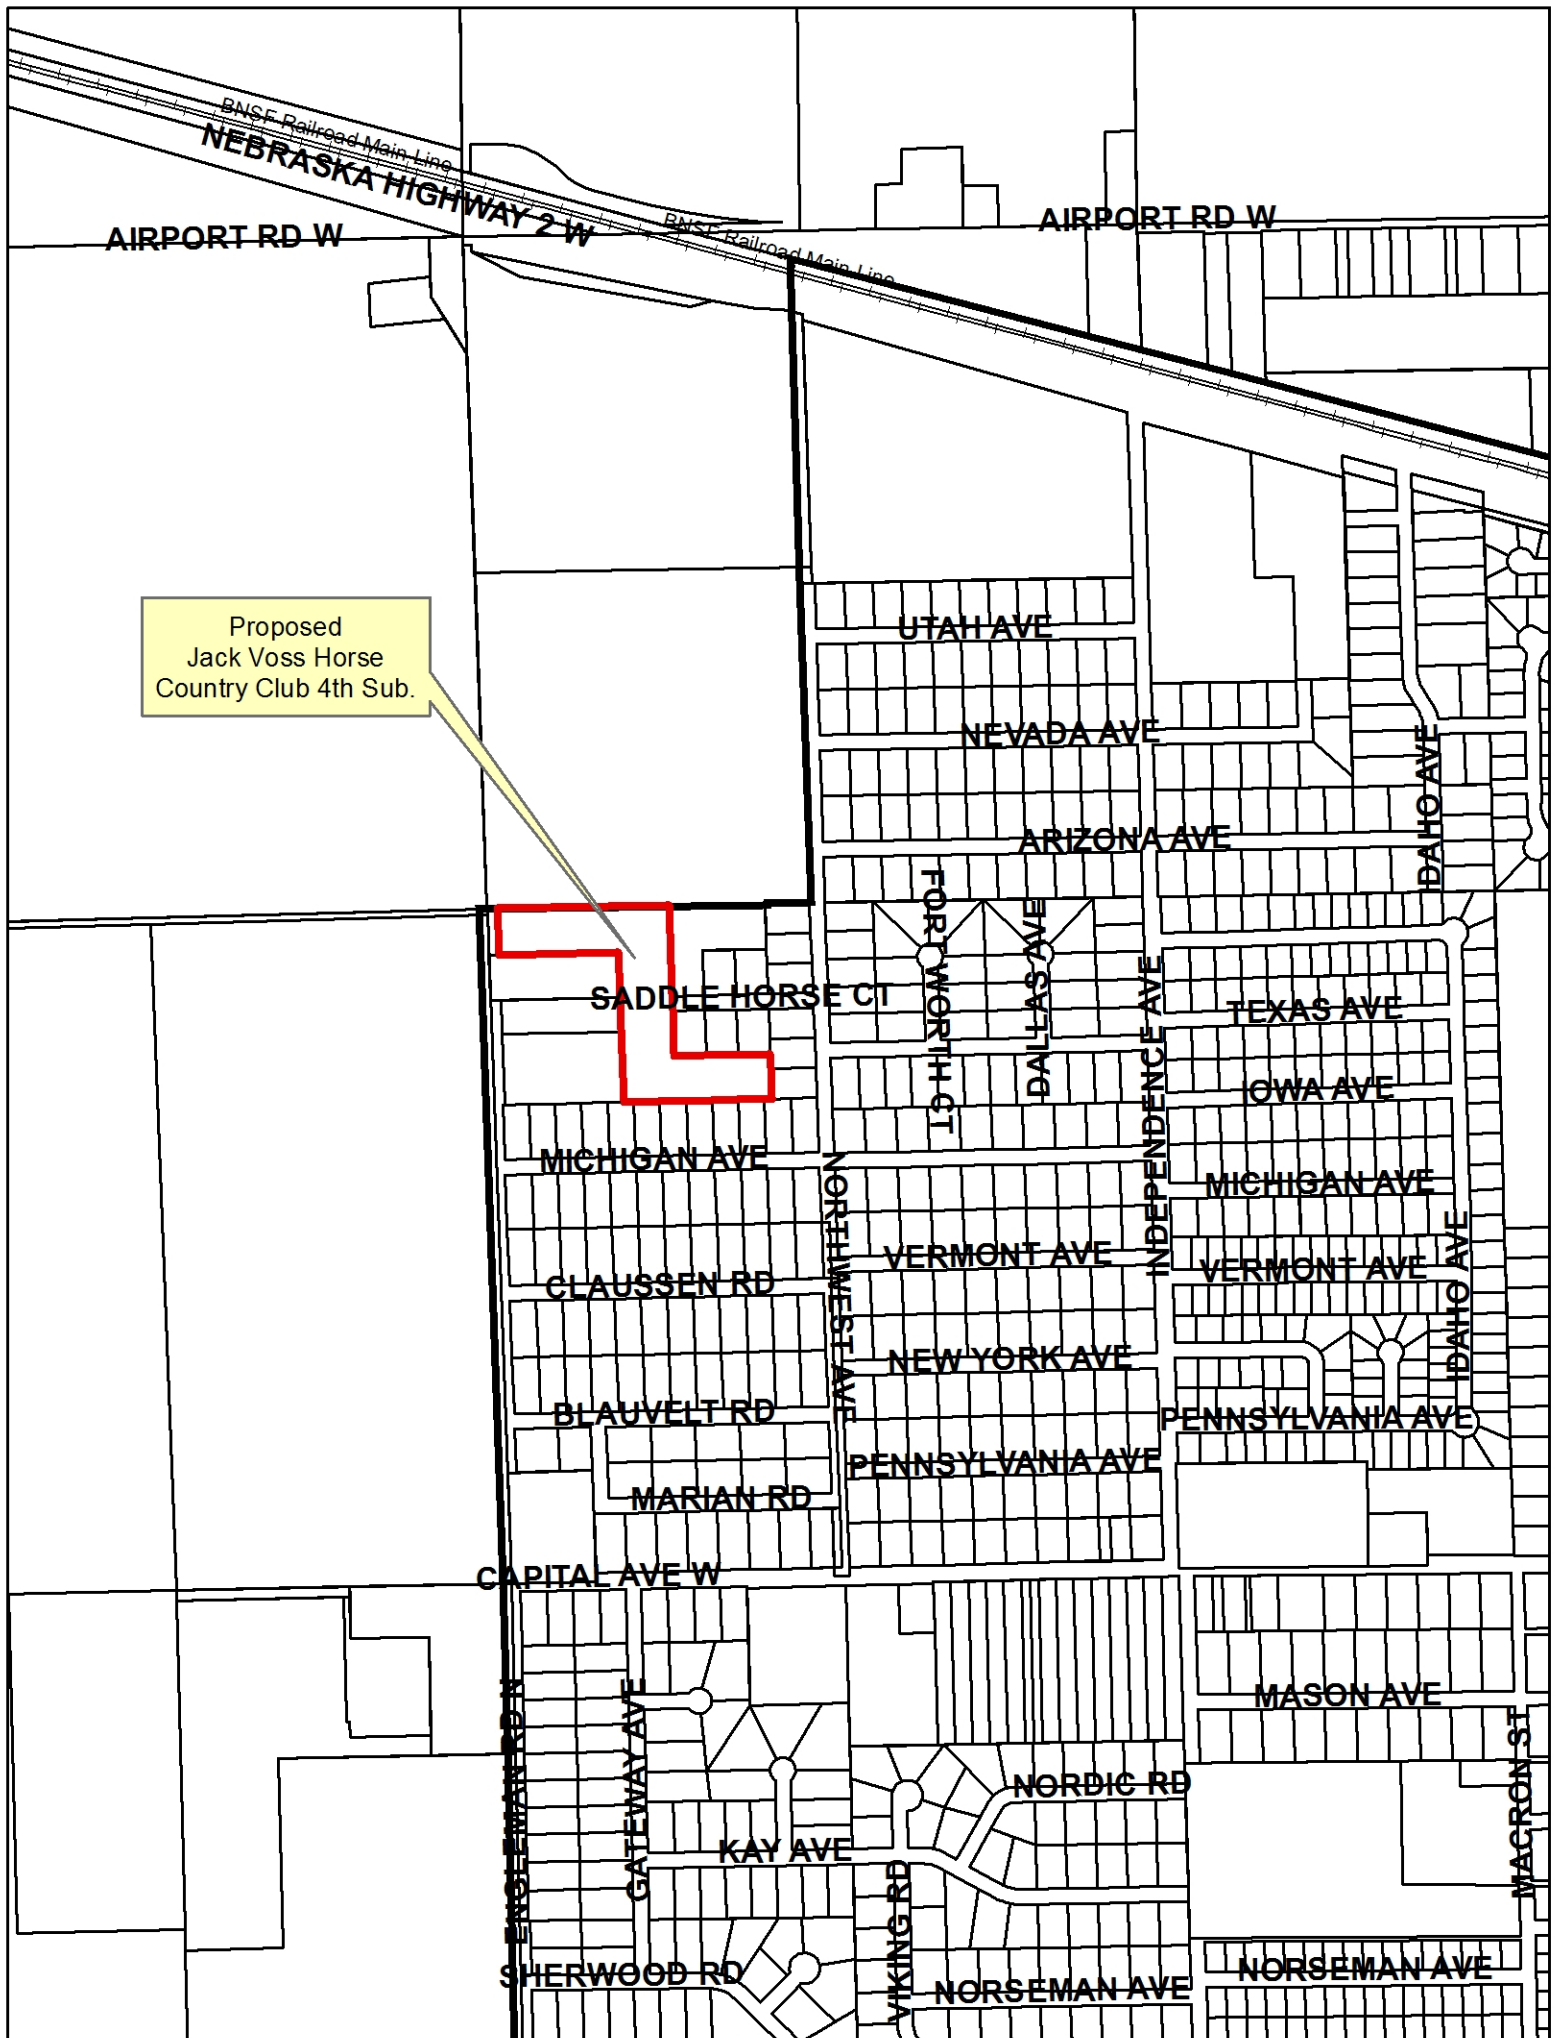 BNSF Railroad Main Line
NEBRASKA HIGHWAY 2 W
AIRPORT RD W
BNSF Railroad Main Line
AIRPORT RD W
Proposed
Jack Voss Horse
Country Club 4th Sub.
UTAH AVE
NEVADA AVE
IDAHO AVE
ARIZONA AVE
FORT WORTH CT
DALLAS AVE
SADDLE HORSE CT
INDEPENDENCE AVE
TEXAS AVE
IOWA AVE
MICHIGAN AVE
NORTHWEST AVE
MICHIGAN AVE
VERMONT AVE
VERMONT AVE
IDAHO AVE
CLAUSSEN RD
NEW YORK AVE
BLAUVELT RD
PENNSYLVANIA AVE
PENNSYLVANIA AVE
MARIAN RD
CAPITAL AVE W
ENGLEMAN RD N
GATEWAY AVE
MASON AVE
MACRON ST
NORDIC RD
KAY AVE
VIKING RD
SHERWOOD RD
NORSEMAN AVE
NORSEMAN AVE